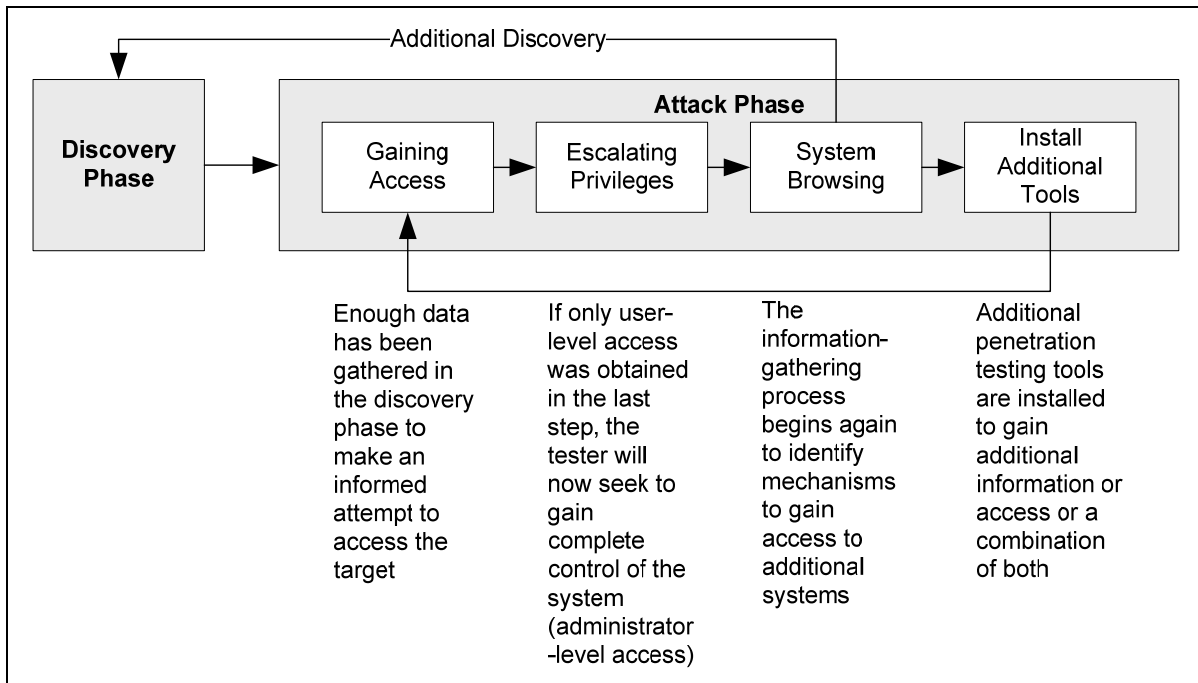 Additional Discovery
Attack Phase
Discovery
Phase
Gaining
Access
Escalating
Privileges
System
Browsing
Install
Additional
Tools
Enough data
has been
gathered in
the discovery
phase to
make an
informed
attempt to
access the
target
If only user-
level access
was obtained
in the last
step, the
tester will
now seek to
gain
complete
control of the
system
(administrator
-level access)
The
information-
gathering
process
begins again
to identify
mechanisms
to gain
access to
additional
systems
Additional
penetration
testing tools
are installed
to gain
additional
information or
access or a
combination
of both